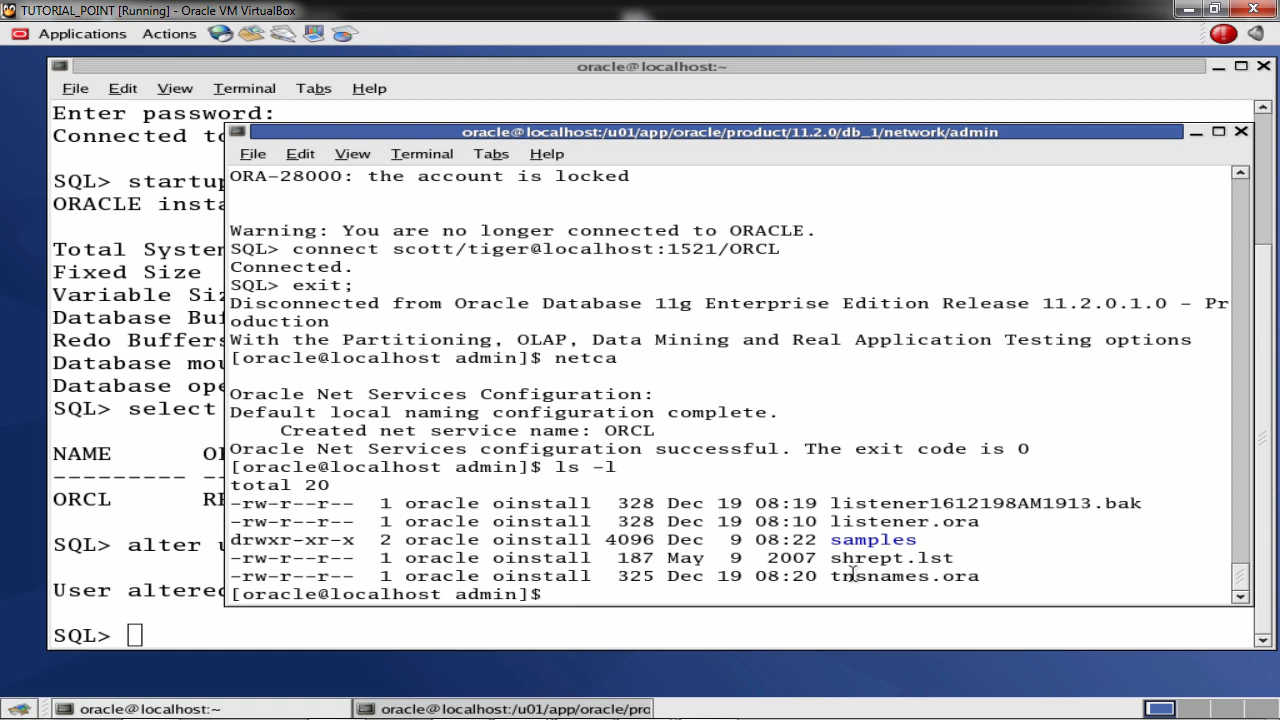 TUTORIAL_POINT [Running] - Oracle VM VirtualBox
Applications Actions
oracle@localhost:~
File Edit View Terminal Tabs Help
Enter password:
Connected to
SQL> startup
ORACLE insta
Total System
Fixed Size
Variable Siz
Database Buf
Redo Buffers
Database mou
Database ope
SQL> select
NAME
ORCL
SQL> alter u
User altered
SQL>
oracle@localhost:/u01/app/oracle/product/11.2.0/db_1/network/admin
File Edit View Terminal Tabs Help
ORA-28000: the account is locked
Warning: You are no longer connected to ORACLE.
SQL> connect scott/tiger@localhost:1521/ORCL
Connected.
SQL> exit;
Disconnected from Oracle Database 11g Enterprise Edition Release 11.2.0.1.0 - Pr
oduction
With the Partitioning, OLAP, Data Mining and Real Application Testing options
[oracle@localhost admin]$ netca
Oracle Net Services Configuration:
Default local naming configuration complete.
Created net service name: ORCL
Oracle Net Services configuration successful. The exit code is 0
[oracle@localhost admin]$ ls -l
total 20
-rw-r--r-- 1 oracle oinstall 328 Dec 19 08:19 listener1612198AM1913.bak
-rw-r--r-- 1 oracle oinstall 328 Dec 19 08:10 listener.ora
drwxr-xr-x 2 oracle oinstall 4096 Dec 9 08:22 samples
-rw-r--r-- 1 oracle oinstall 187 May 9 2007 shrept.lst
-rw-r--r-- 1 oracle oinstall 325 Dec 19 08:20 tnsnames.ora
[oracle@localhost admin]$
oracle@localhost:~ oracle@localhost:/u01/app/oracle/pro